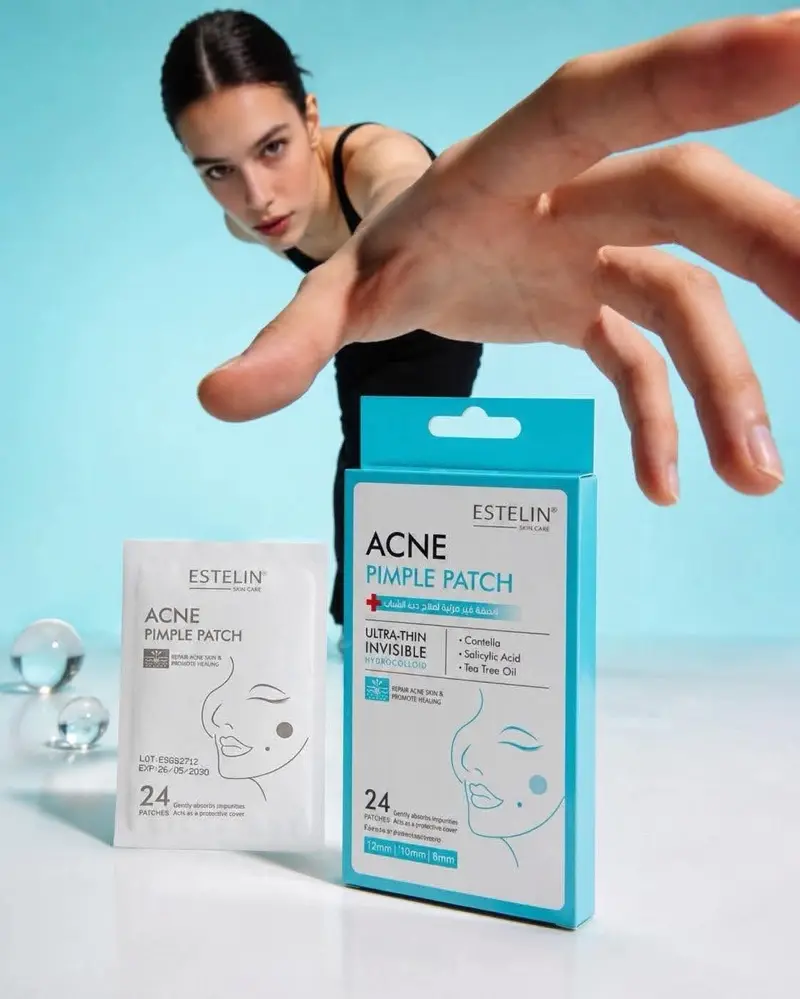 ESTELIN®
SKIN CARE
ACNE
PIMPLE PATCH
REPAIR ACNE SKIN &
PROMOTE HEALING
LOT: ESGS2712
EXP: 26/05/2030
24
PATCHES
Gently absorbs impurities
Acts as a protective cover
ESTELIN®
SKIN CARE
ACNE
PIMPLE PATCH
غير مرئية
ULTRA-THIN
INVISIBLE
HYDROCOLLOID
• Contella
• Salicylic Acid
• Tea Tree Oil
REPAIR ACNE SKIN &
PROMOTE HEALING
24
PATCHES
Gently absorbs impurities
Acts as a protective cover
12mm | 10mm | 8mm